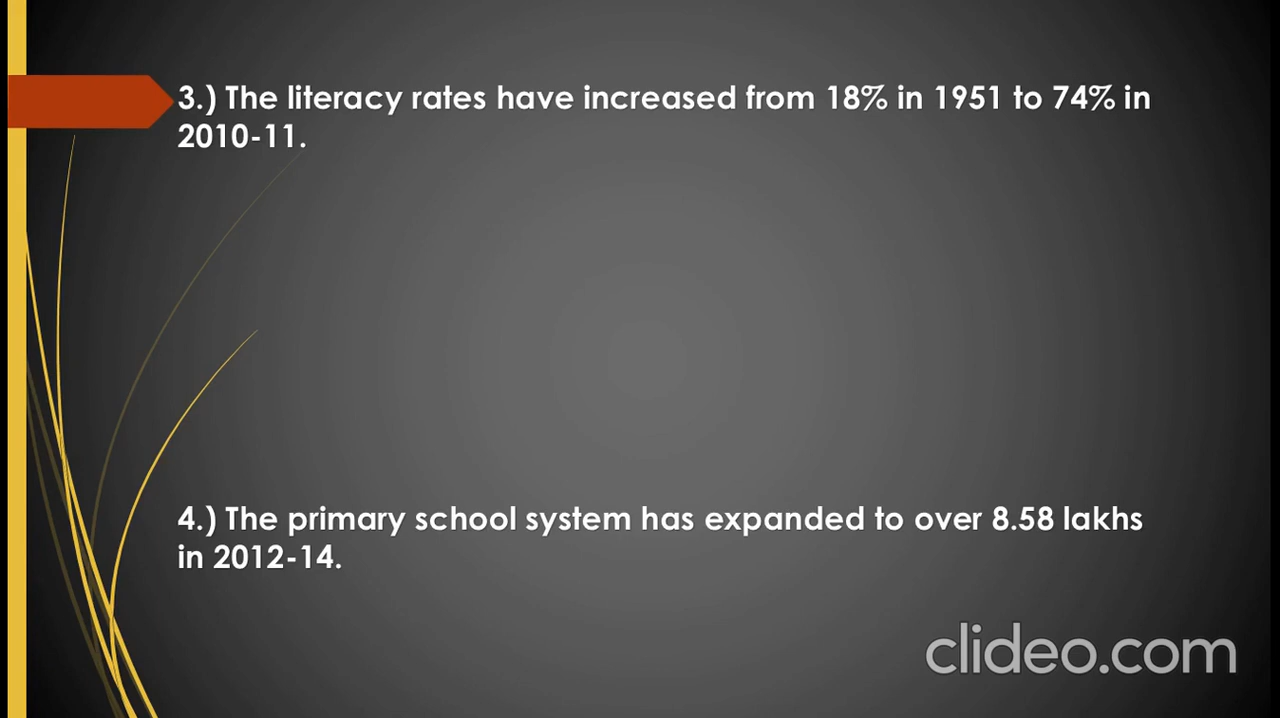 3.) The literacy rates have increased from 18% in 1951 to 74% in
2010-11.
4.) The primary school system has expanded to over 8.58 lakhs
in 2012-14.
clideo.com